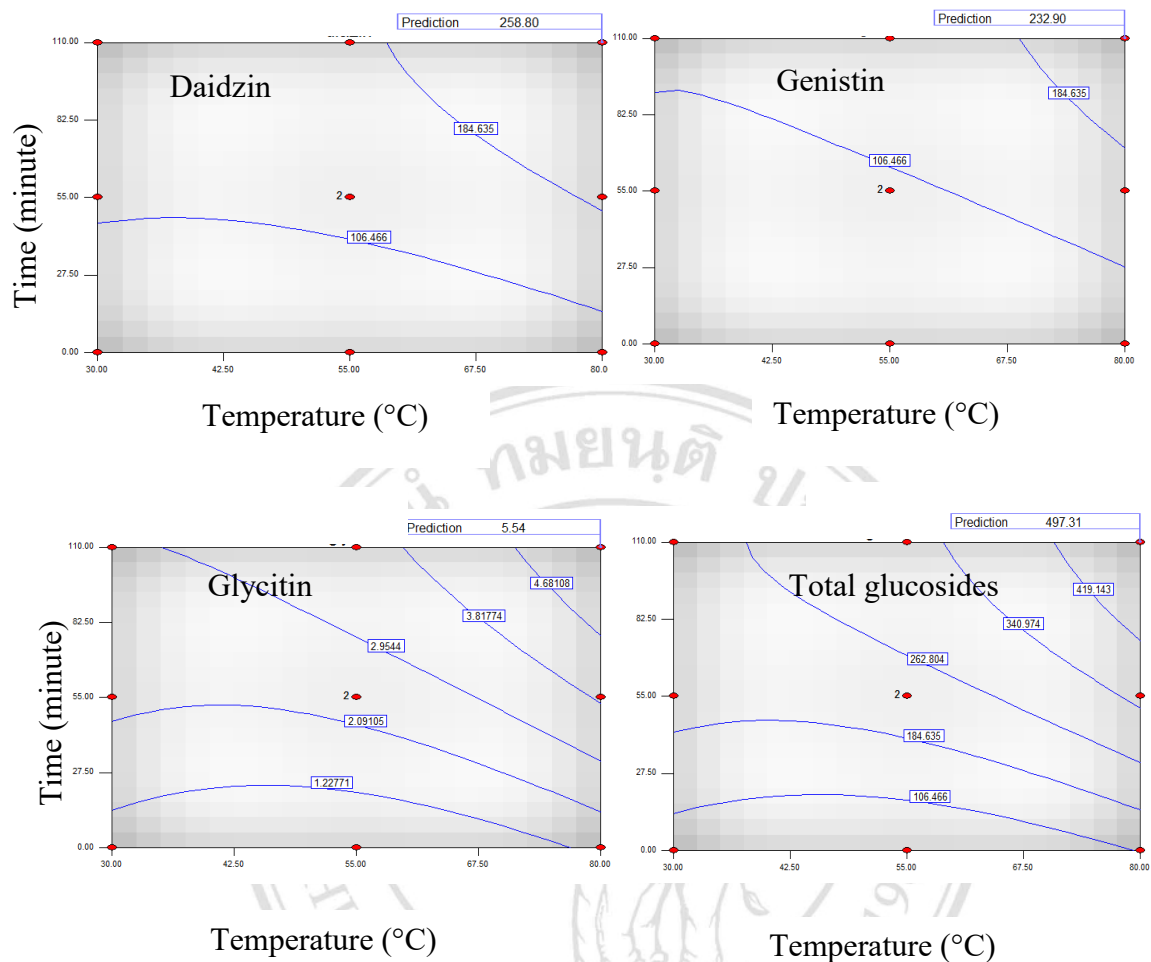 Prediction 258.80
Daidzin
110.00
82.50
55.00
27.50
0.00
184.635
2
106.466
30.00 42.50 55.00 67.50 80.00
Time (minute)
Temperature (°C)
Prediction 232.90
Genistin
110.00
82.50
55.00
27.50
0.00
184.635
106.466
2
30.00 42.50 55.00 67.50 80.00
Temperature (°C)
Prediction 5.54
Glycitin
110.00
82.50
55.00
27.50
0.00
4.68108
3.81774
2.9544
2
2.09105
1.22771
30.00 42.50 55.00 67.50 80.00
Time (minute)
Temperature (°C)
Prediction 497.31
Total glucosides
110.00
82.50
55.00
27.50
0.00
419.143
340.974
262.804
2
184.635
106.466
30.00 42.50 55.00 67.50 80.00
Temperature (°C)